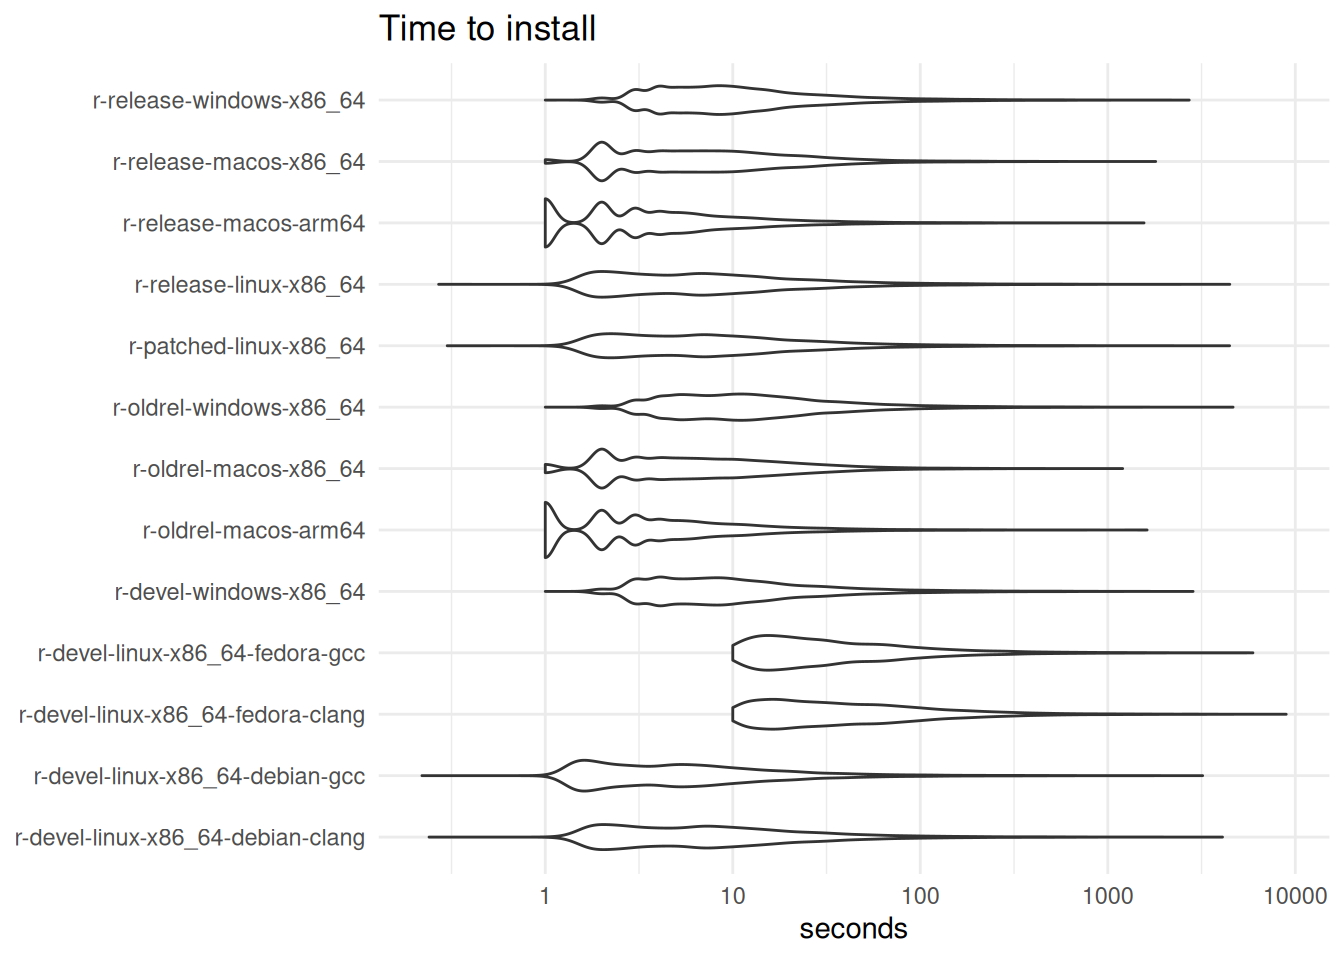 Time to install
r-release-windows-x86_64
r-release-macos-x86_64
r-release-macos-arm64
r-release-linux-x86_64
r-patched-linux-x86_64
r-oldrel-windows-x86_64
r-oldrel-macos-x86_64
r-oldrel-macos-arm64
r-devel-windows-x86_64
r-devel-linux-x86_64-fedora-gcc
r-devel-linux-x86_64-fedora-clang
r-devel-linux-x86_64-debian-gcc
r-devel-linux-x86_64-debian-clang
1 10 100 1000 10000
seconds